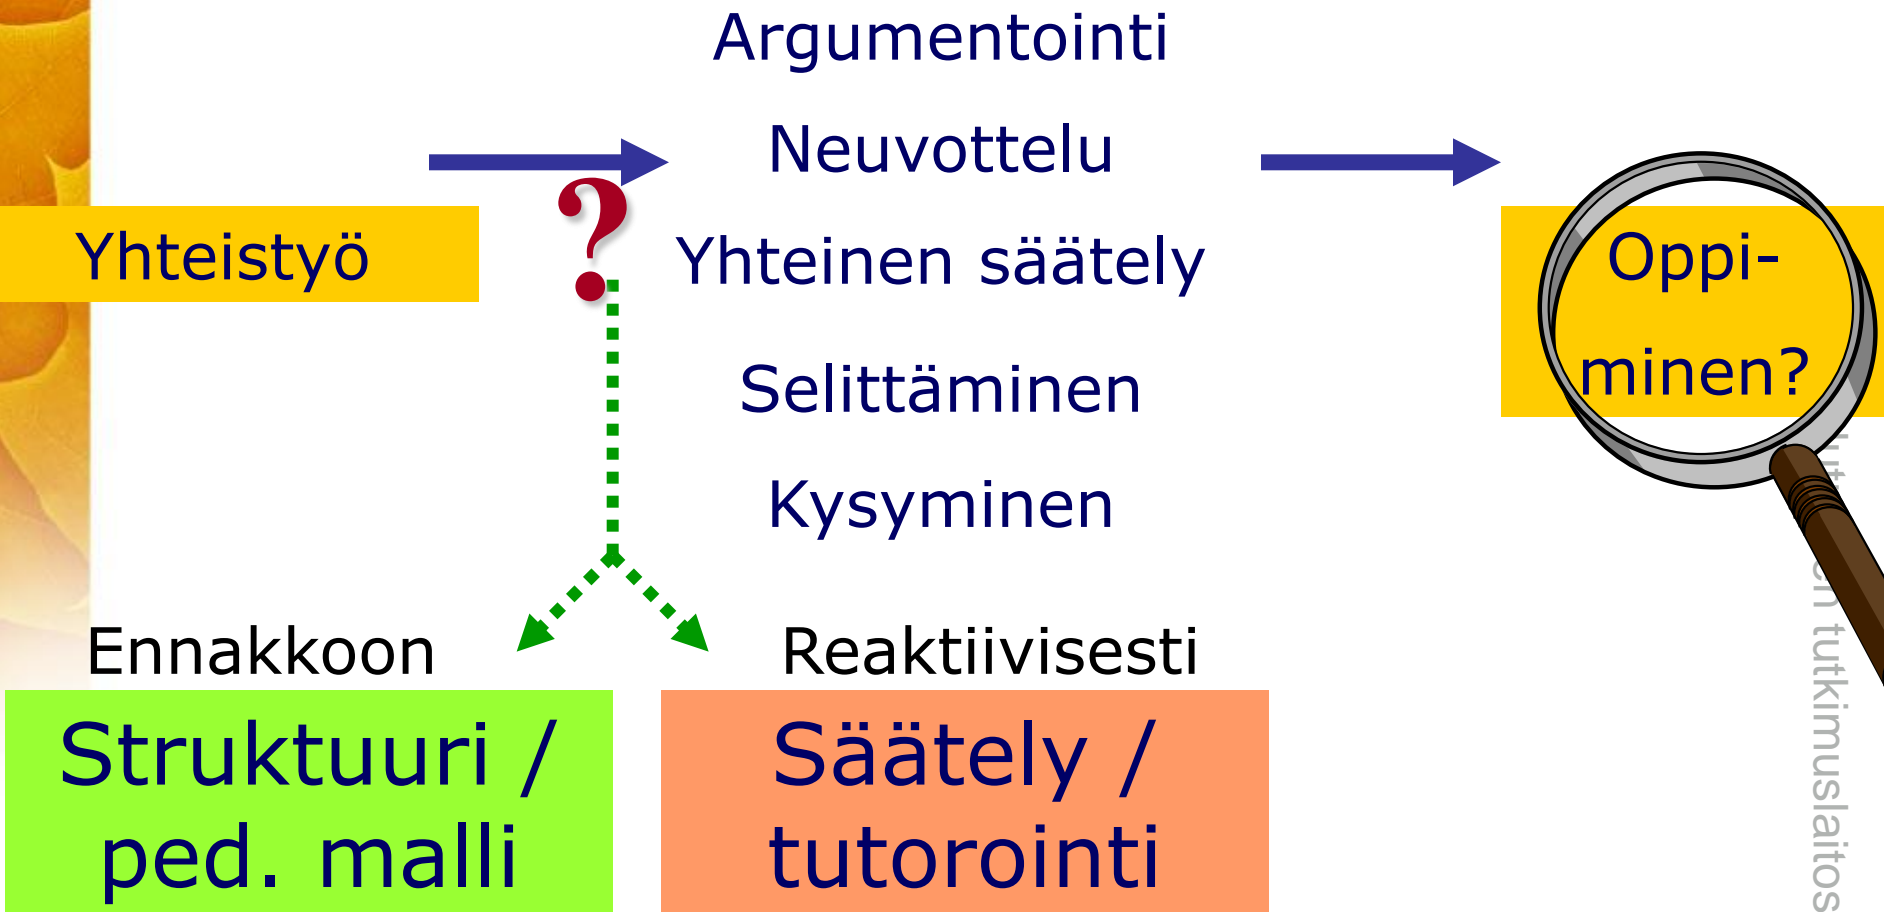 Argumentointi
Neuvottelu
Yhteistyö
?
Yhteinen säätely
Oppi-
minen?
Selittäminen
Kysyminen
Ennakkoon
Reaktiivisesti
Struktuuri /
ped. malli
Säätely /
tutorointi
tutkimuslaitos